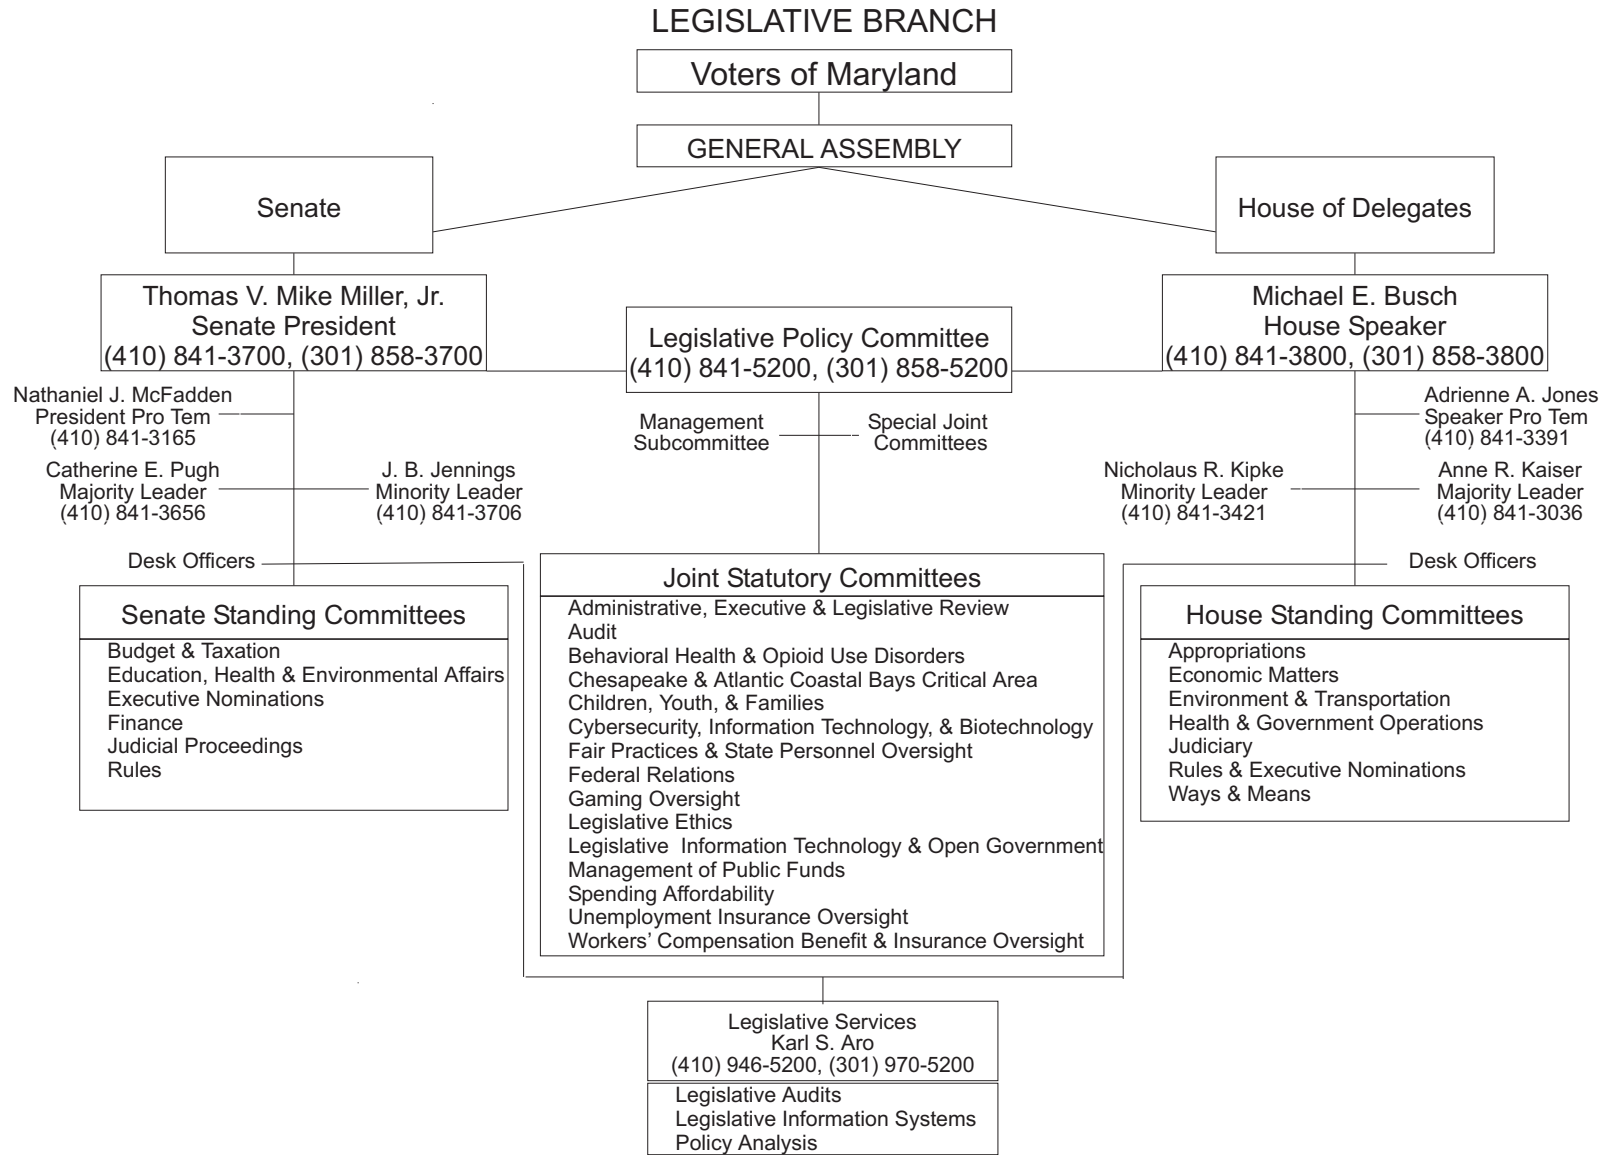 LEGISLATIVE BRANCH
Voters of Maryland
GENERAL ASSEMBLY
Senate
House of Delegates
Thomas V. Mike Miller, Jr.
Senate President
(410) 841-3700, (301) 858-3700
Legislative Policy Committee
(410) 841-5200, (301) 858-5200
Michael E. Busch
House Speaker
(410) 841-3800, (301) 858-3800
Nathaniel J. McFadden
President Pro Tem
(410) 841-3165
Management
Subcommittee
Special Joint
Committees
Adrienne A. Jones
Speaker Pro Tem
(410) 841-3391
Catherine E. Pugh
Majority Leader
(410) 841-3656
J. B. Jennings
Minority Leader
(410) 841-3706
Nicholaus R. Kipke
Minority Leader
(410) 841-3421
Anne R. Kaiser
Majority Leader
(410) 841-3036
Desk Officers
Desk Officers
Senate Standing Committees
Budget & Taxation
Education, Health & Environmental Affairs
Executive Nominations
Finance
Judicial Proceedings
Rules
Joint Statutory Committees
Administrative, Executive & Legislative Review
Audit
Behavioral Health & Opioid Use Disorders
Chesapeake & Atlantic Coastal Bays Critical Area
Children, Youth, & Families
Cybersecurity, Information Technology, & Biotechnology
Fair Practices & State Personnel Oversight
Federal Relations
Gaming Oversight
Legislative Ethics
Legislative  Information Technology & Open Government
Management of Public Funds
Spending Affordability
Unemployment Insurance Oversight
Workers’ Compensation Benefit & Insurance Oversight
House Standing Committees
Appropriations
Economic Matters
Environment & Transportation
Health & Government Operations
Judiciary
Rules & Executive Nominations
Ways & Means
Legislative Services
Karl S. Aro
(410) 946-5200, (301) 970-5200
Legislative Audits
Legislative Information Systems
Policy Analysis